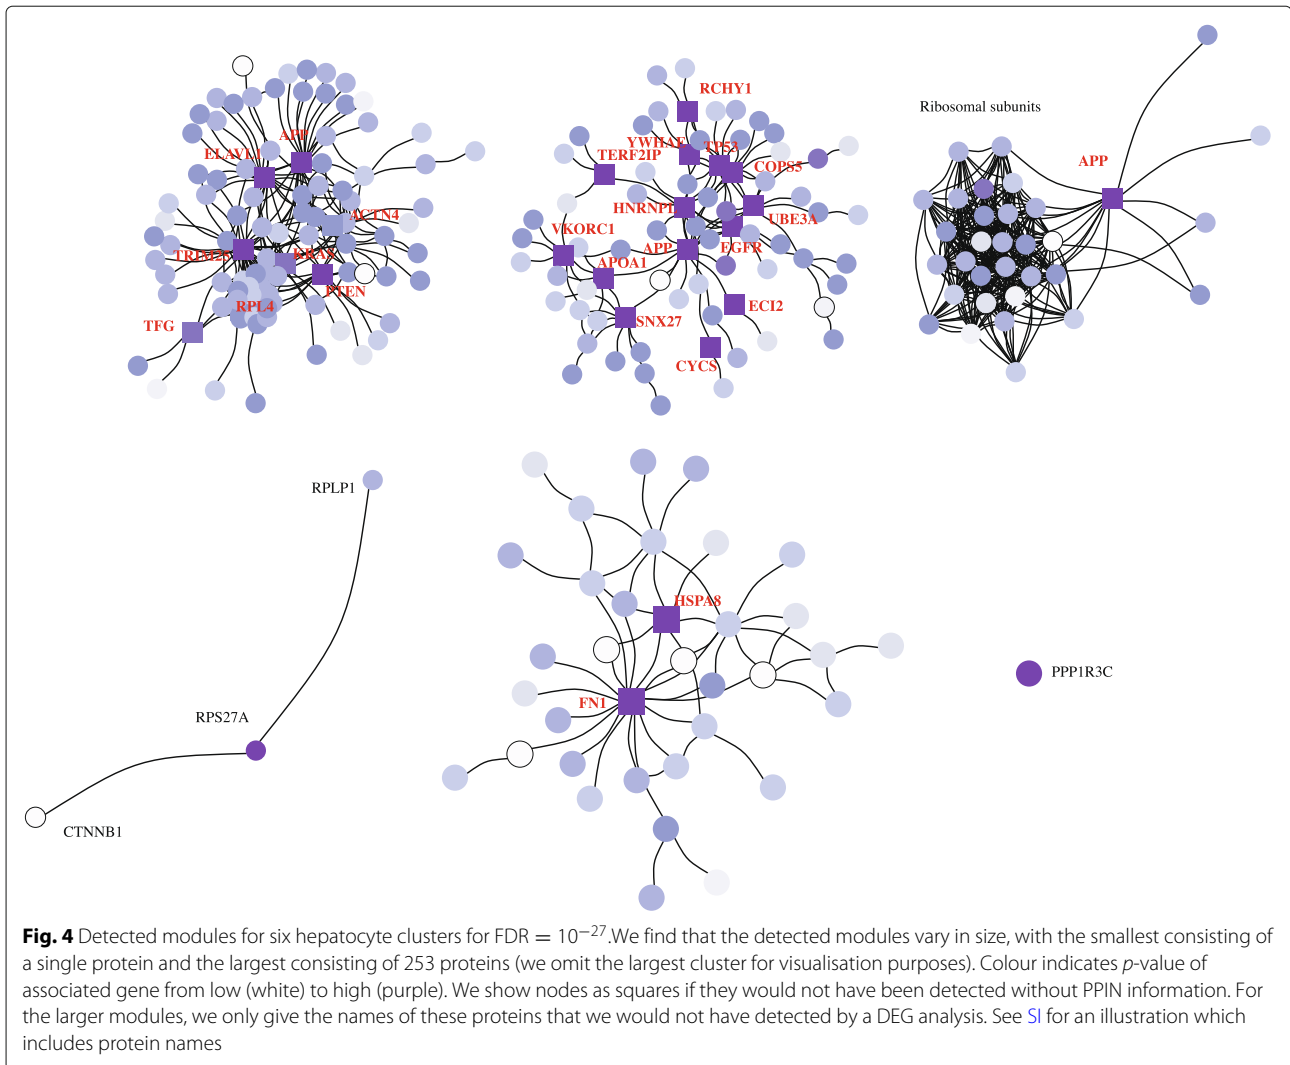 APP
ELAVL1
ACTN4
TRIM25
KRAS
PTEN
RPL4
TFG
RCHY1
YWHAE
TP53
TERF2IP
COPS5
UBE3A
VKORC1
APP
EGFR
APOA1
ECI2
SNX27
CYCS
Ribosomal subunits
APP
RPLP1
RPS27A
CTNNB1
HSPA8
FN1
PPP1R3C
Fig. 4 Detected modules for six hepatocyte clusters for FDR = 10−27.We find that the detected modules vary in size, with the smallest consisting of
a single protein and the largest consisting of 253 proteins (we omit the largest cluster for visualisation purposes). Colour indicates p-value of
associated gene from low (white) to high (purple). We show nodes as squares if they would not have been detected without PPIN information. For
the larger modules, we only give the names of these proteins that we would not have detected by a DEG analysis. See SI for an illustration which
includes protein names